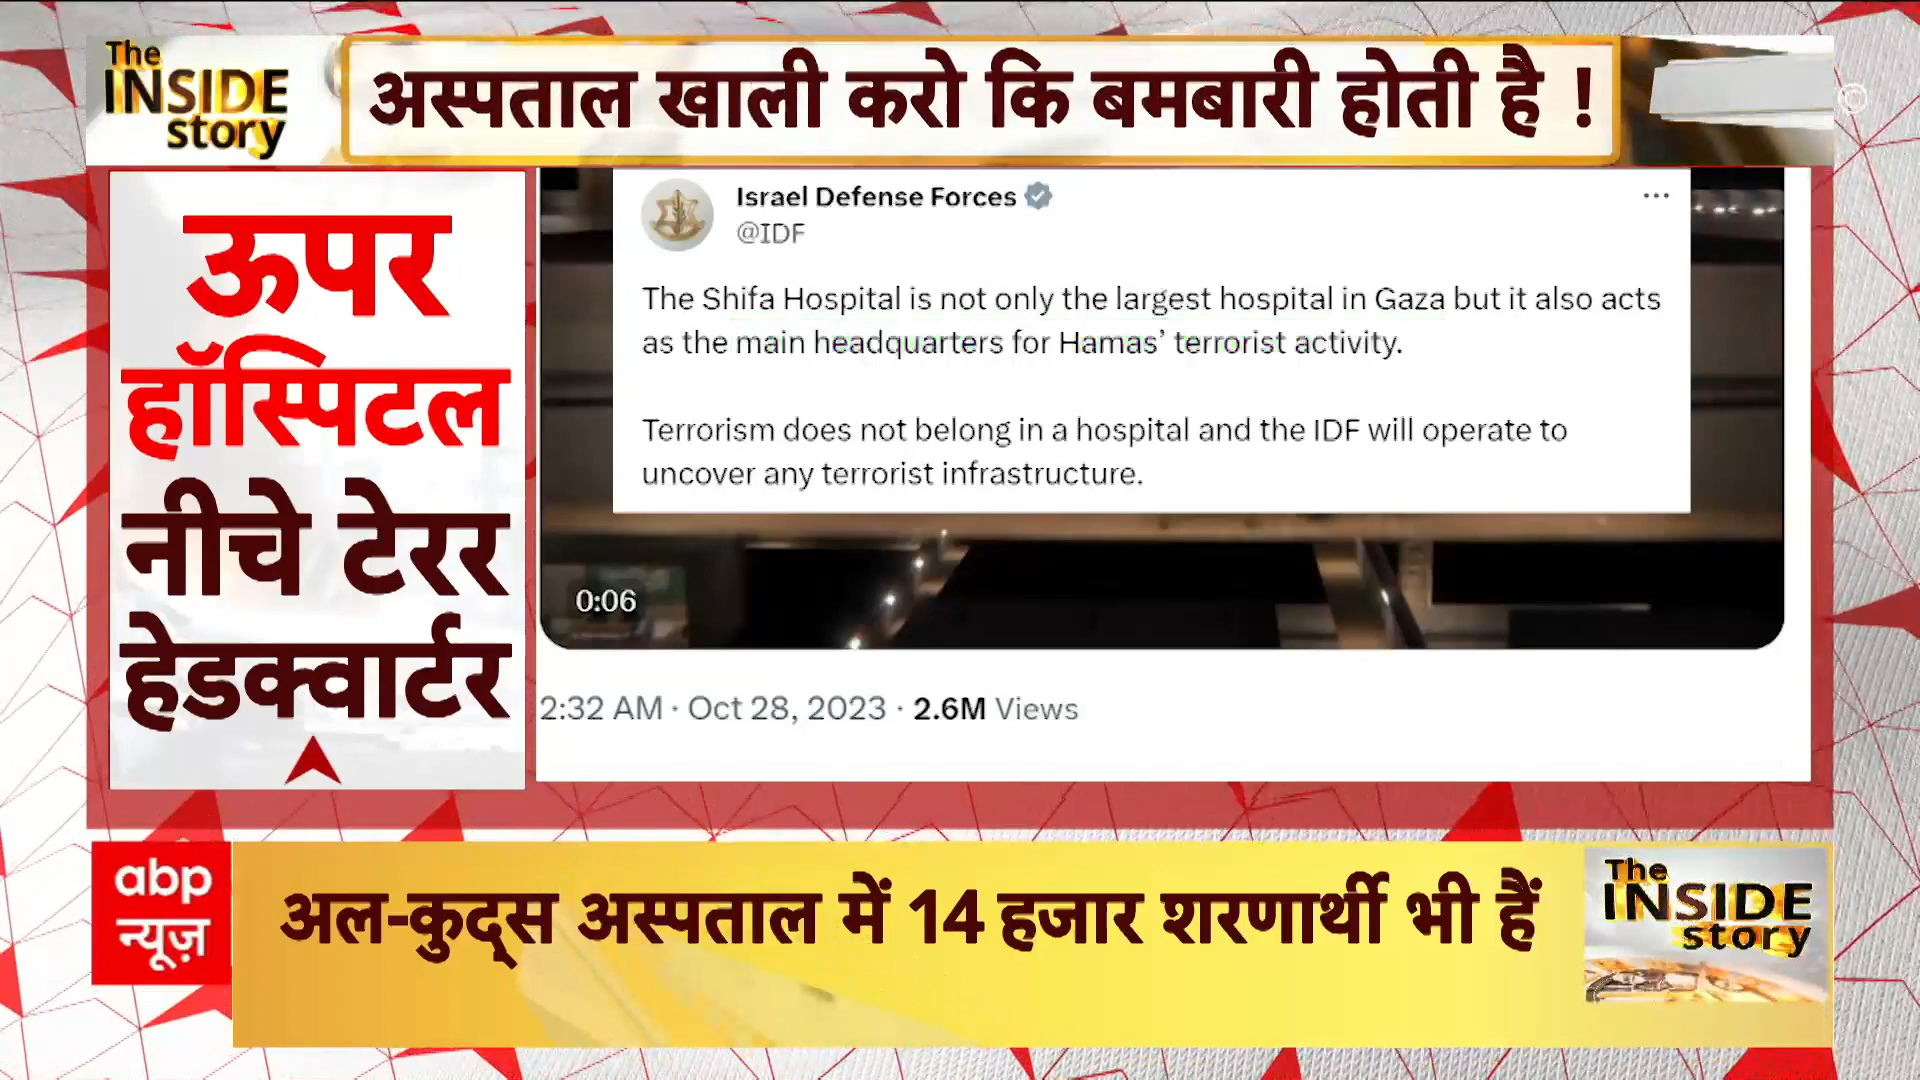 The
INSIDE
story
अस्पताल खाली करो कि बमबारी होती है !
©
ऊपर
हॉस्पिटल
नीचे टेरर
हेडक्वार्टर
Israel Defense Forces
@IDF
...
The Shifa Hospital is not only the largest hospital in Gaza but it also acts
as the main headquarters for Hamas’ terrorist activity.
Terrorism does not belong in a hospital and the IDF will operate to
uncover any terrorist infrastructure.
0:06
2:32 AM · Oct 28, 2023 · 2.6M Views
abp
न्यूज़
अल-कुद्स अस्पताल में 14 हजार शरणार्थी भी हैं
The
INSIDE
story